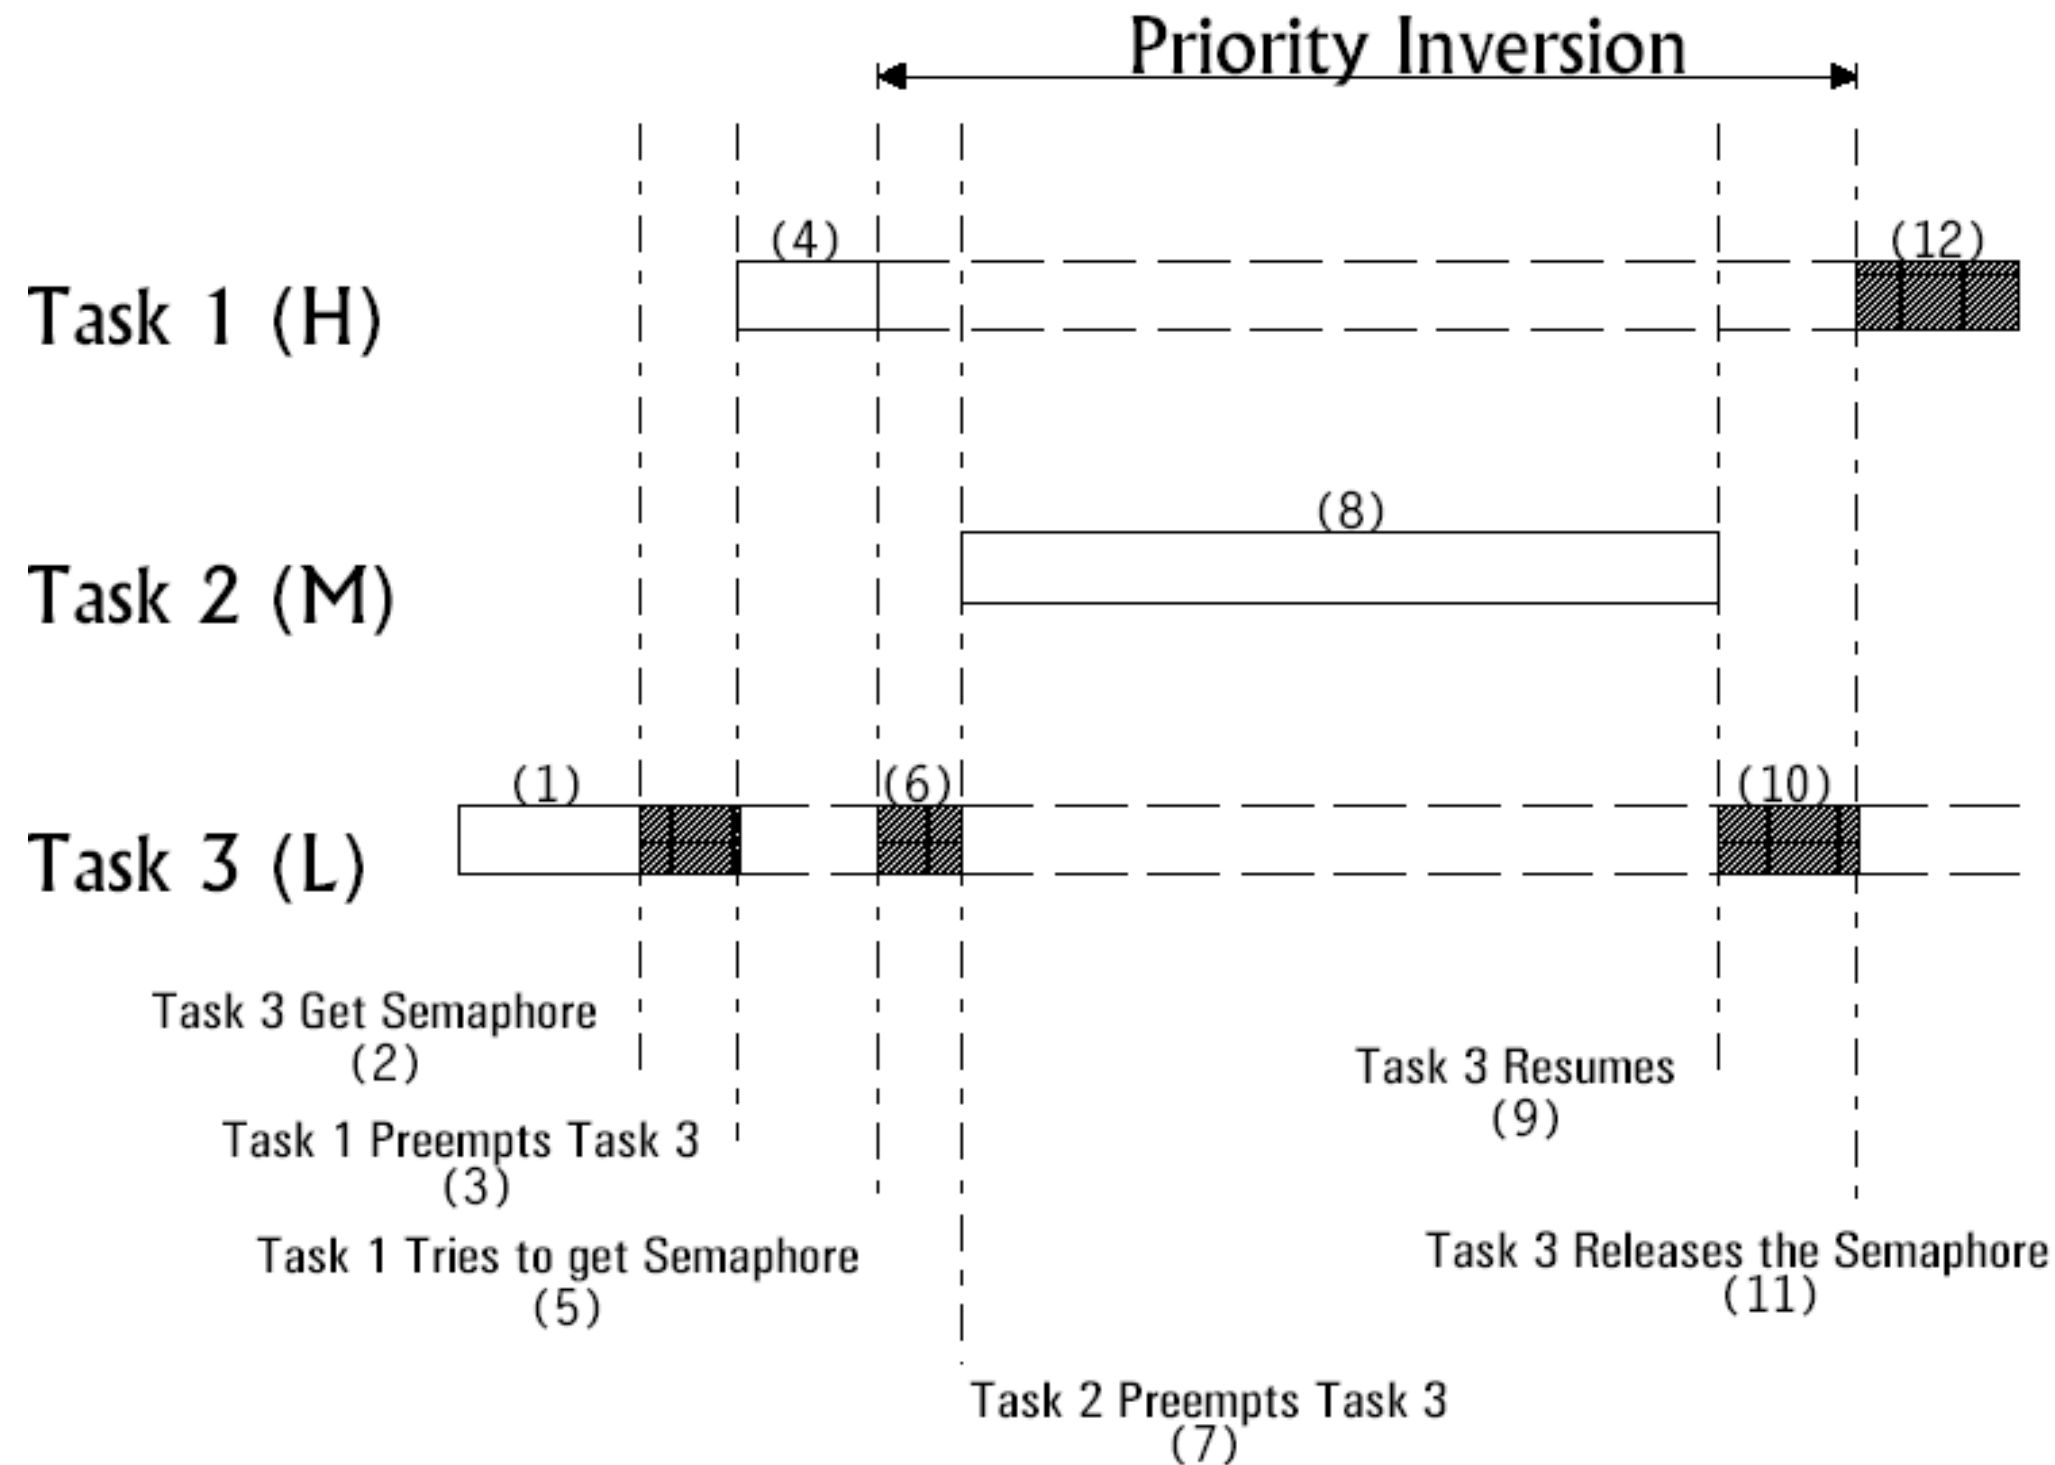 Priority Inversion
(4)
(12)
Task 1 (H)
(8)
Task 2 (M)
(1)
(6)
(10)
Task 3 (L)
Task 3 Get Semaphore
(2)
Task 3 Resumes
(9)
Task 1 Preempts Task 3
(3)
Task 1 Tries to get Semaphore
(5)
Task 3 Releases the Semaphore
(11)
Task 2 Preempts Task 3
(7)